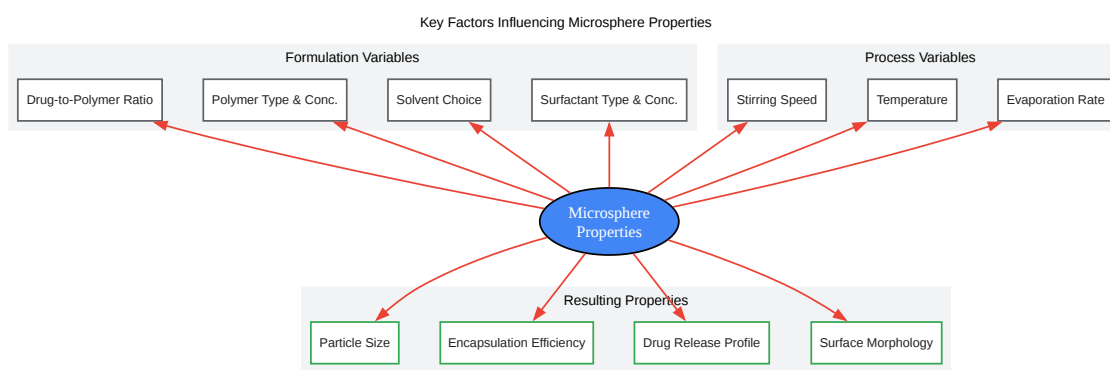 Key Factors Influencing Microsphere Properties
Formulation Variables
Process Variables
Drug-to-Polymer Ratio
Polymer Type & Conc.
Solvent Choice
Surfactant Type & Conc.
Stirring Speed
Temperature
Evaporation Rate
Microsphere
Properties
Resulting Properties
Particle Size
Encapsulation Efficiency
Drug Release Profile
Surface Morphology